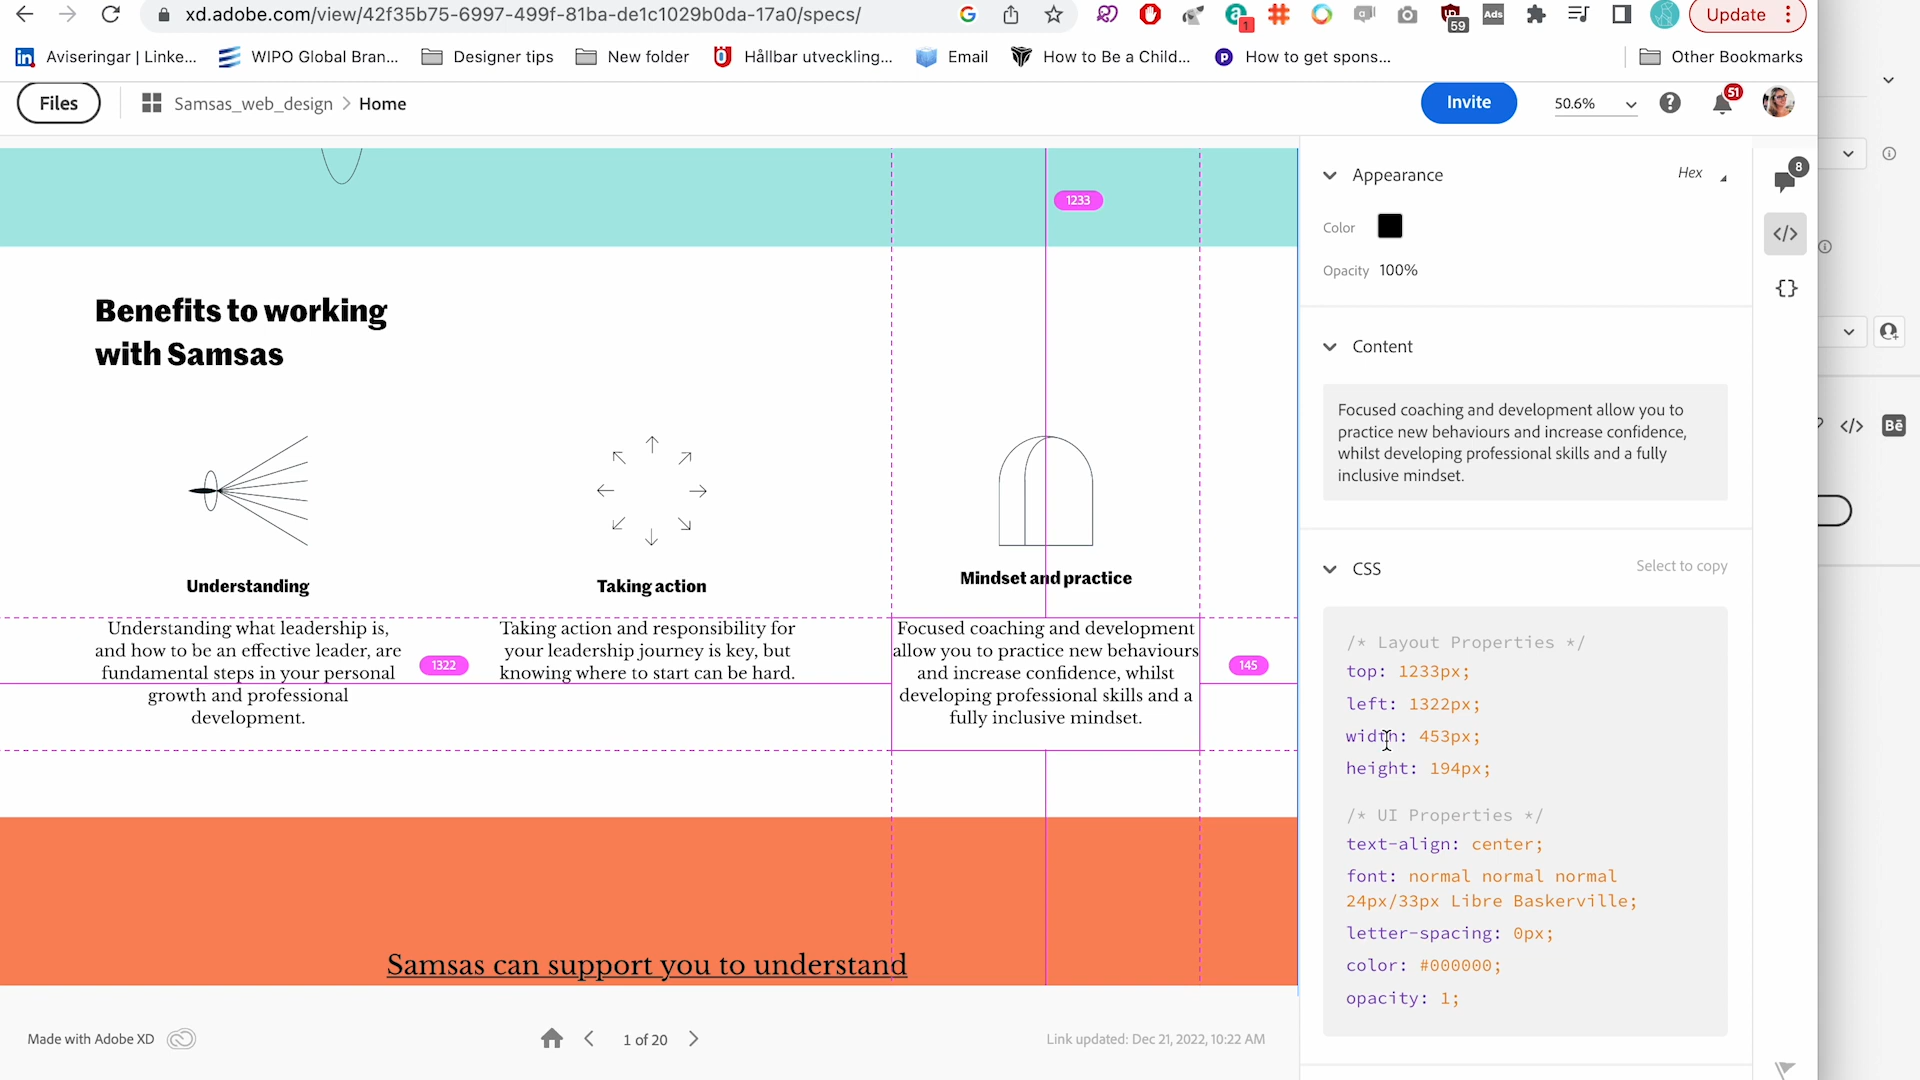 xd.adobe.com/view/42f35b75-6997-499f-81ba-de1c1029b0da-17a0/specs/
1
59
Ads
Update
Aviseringar | Linke...
WIPO Global Bran...
Designer tips
New folder
Hållbar utveckling...
Email
How to Be a Child...
How to get spons...
Other Bookmarks
Files
Samsas_web_design > Home
Invite
50.6%
51
8
1233
Benefits to working
with Samsas
Understanding
Taking action
Mindset and practice
Understanding what leadership is,
and how to be an effective leader, are
fundamental steps in your personal
growth and professional
development.
1322
Taking action and responsibility for
your leadership journey is key, but
knowing where to start can be hard.
Focused coaching and development
allow you to practice new behaviours
and increase confidence, whilst
developing professional skills and a
fully inclusive mindset.
145
Samsas can support you to understand
Made with Adobe XD
1 of 20
Link updated: Dec 21, 2022, 10:22 AM
Appearance
Hex
Color
Opacity 100%
Content
Focused coaching and development allow you to
practice new behaviours and increase confidence,
whilst developing professional skills and a fully
inclusive mindset.
CSS
Select to copy
/* Layout Properties */
top: 1233px;
left: 1322px;
width: 453px;
height: 194px;
/* UI Properties */
text-align: center;
font: normal normal normal
24px/33px Libre Baskerville;
letter-spacing: 0px;
color: #000000;
opacity: 1;
</> 
{}
</>
Bē